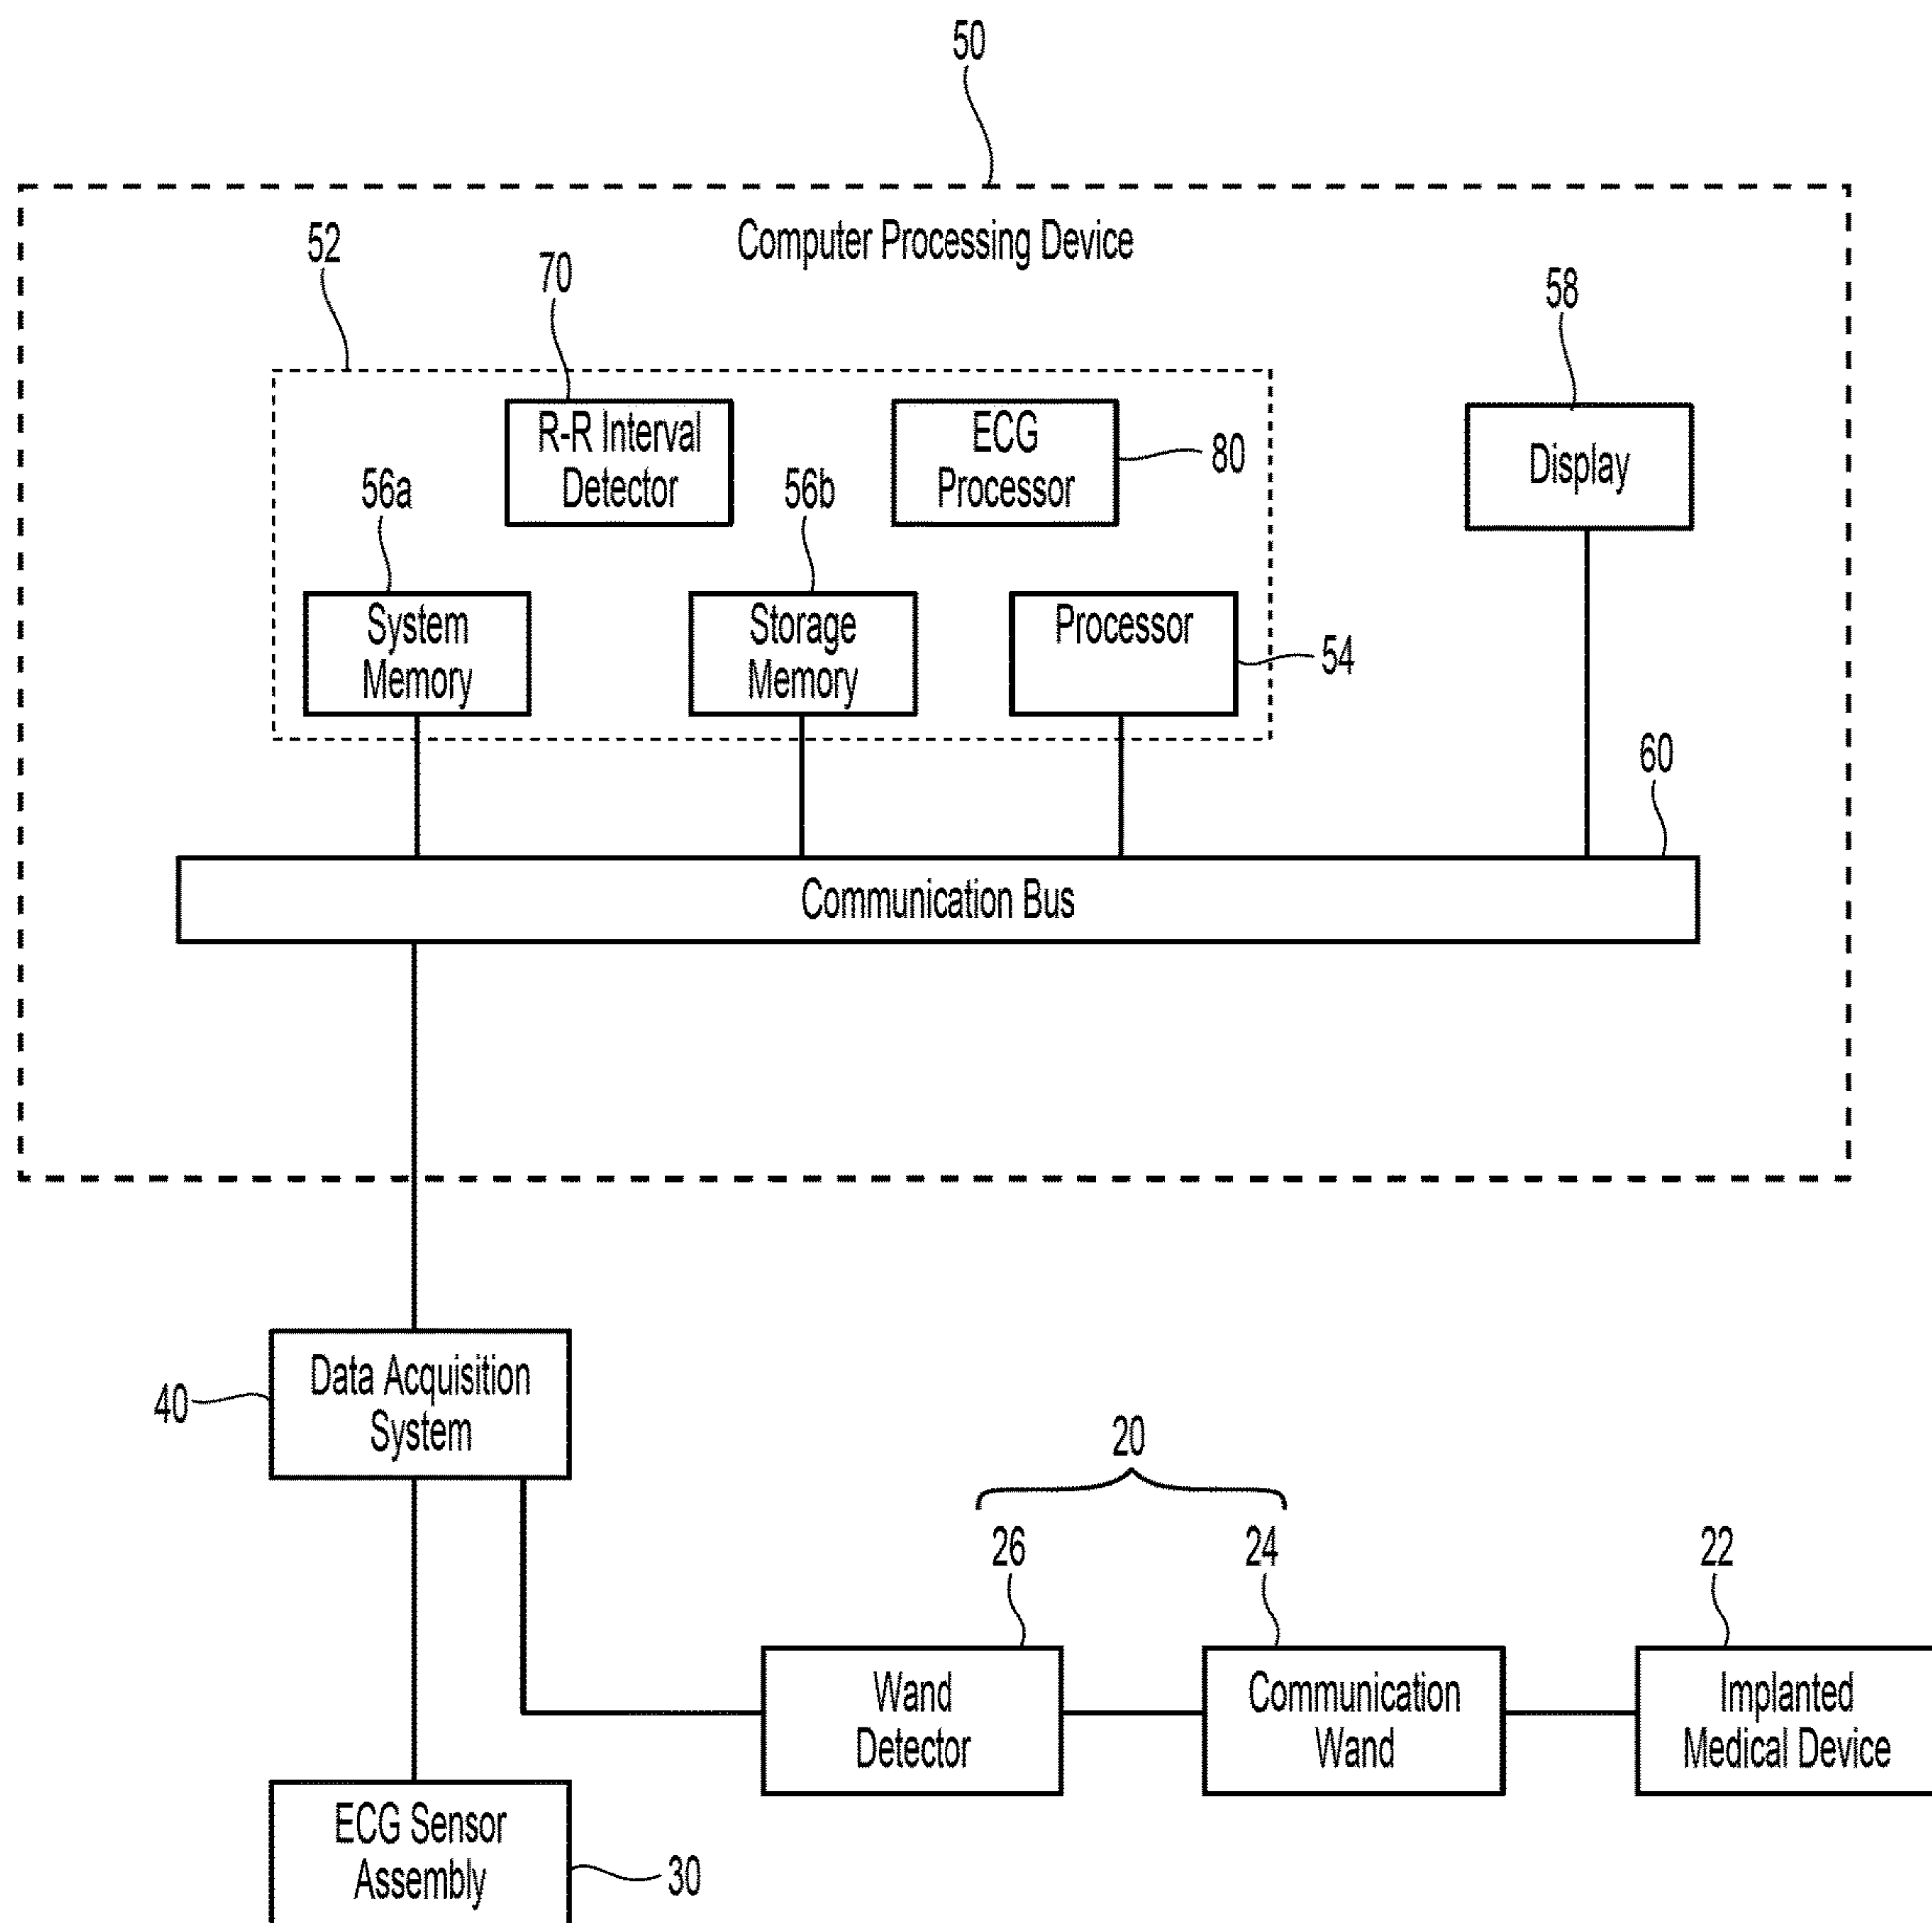 50
Computer Processing Device
52
70
58
R-R Interval
Detector
ECG
Processor
80
Display
56a
56b
System
Memory
Storage
Memory
Processor
54
60
Communication Bus
Data Acquisition
System
40
20
26
24
22
Wand
Detector
Communication
Wand
Implanted
Medical Device
ECG Sensor
Assembly
30